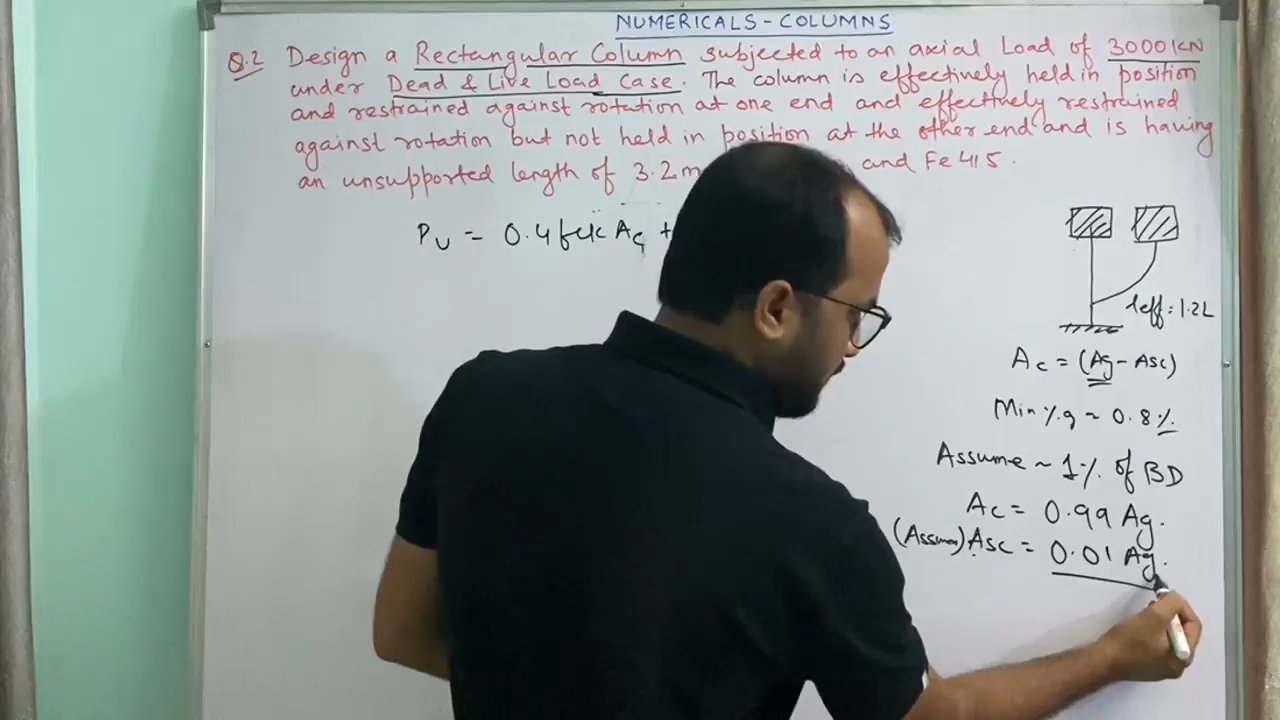 NUMERICALS - COLUMNS
Q.2 Design a Rectangular Column subjected to an axial Load of 3000 kN
under Dead & Live Load Case. The column is effectively held in position
and restrained against rotation at one end and effectively restrained
against rotation but not held in position at the other end and is having
an unsupported length of 3.2 m and Fe 415.
Pu = 0.4 fck Ac +
leff = 1.2L
Ac = (Ag - Asc)
Min % g = 0.8 %
Assume ~ 1 % of BD
Ac = 0.99 Ag.
(Assume) Asc = 0.01 Ag.